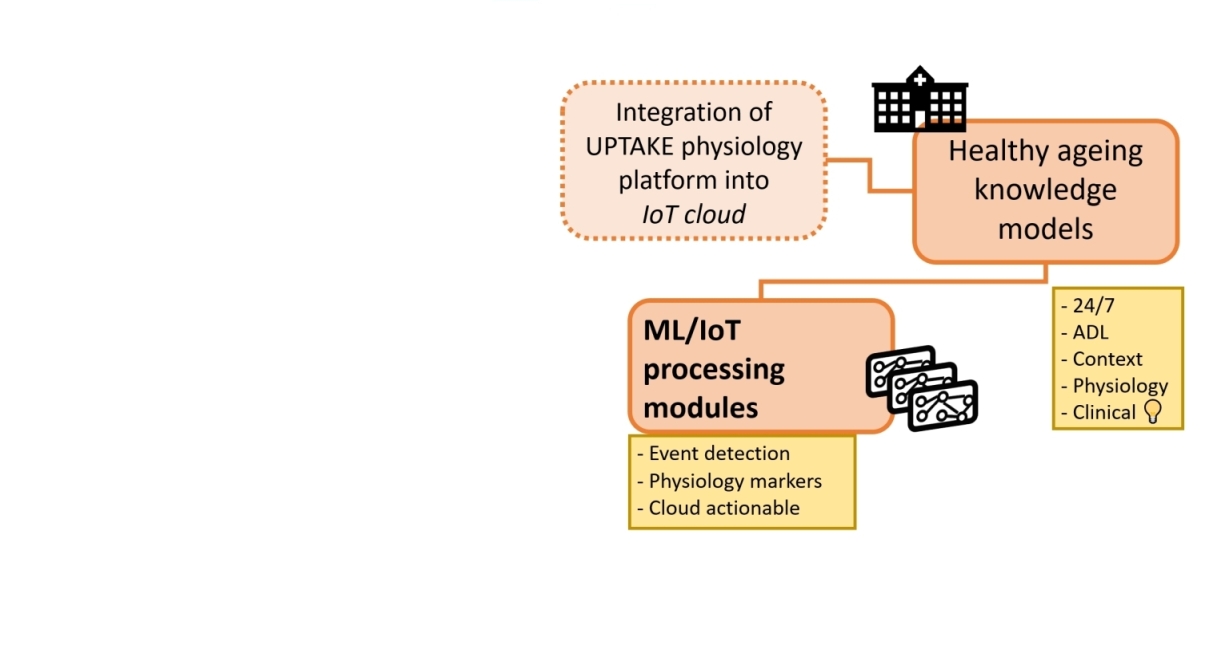 Integration of
UPTAKE physiology
platform into
IoT cloud
Healthy ageing
knowledge
models
- 24/7
- ADL
- Context
- Physiology
- Clinical
ML/IoT
processing
modules
- Event detection
- Physiology markers
- Cloud actionable